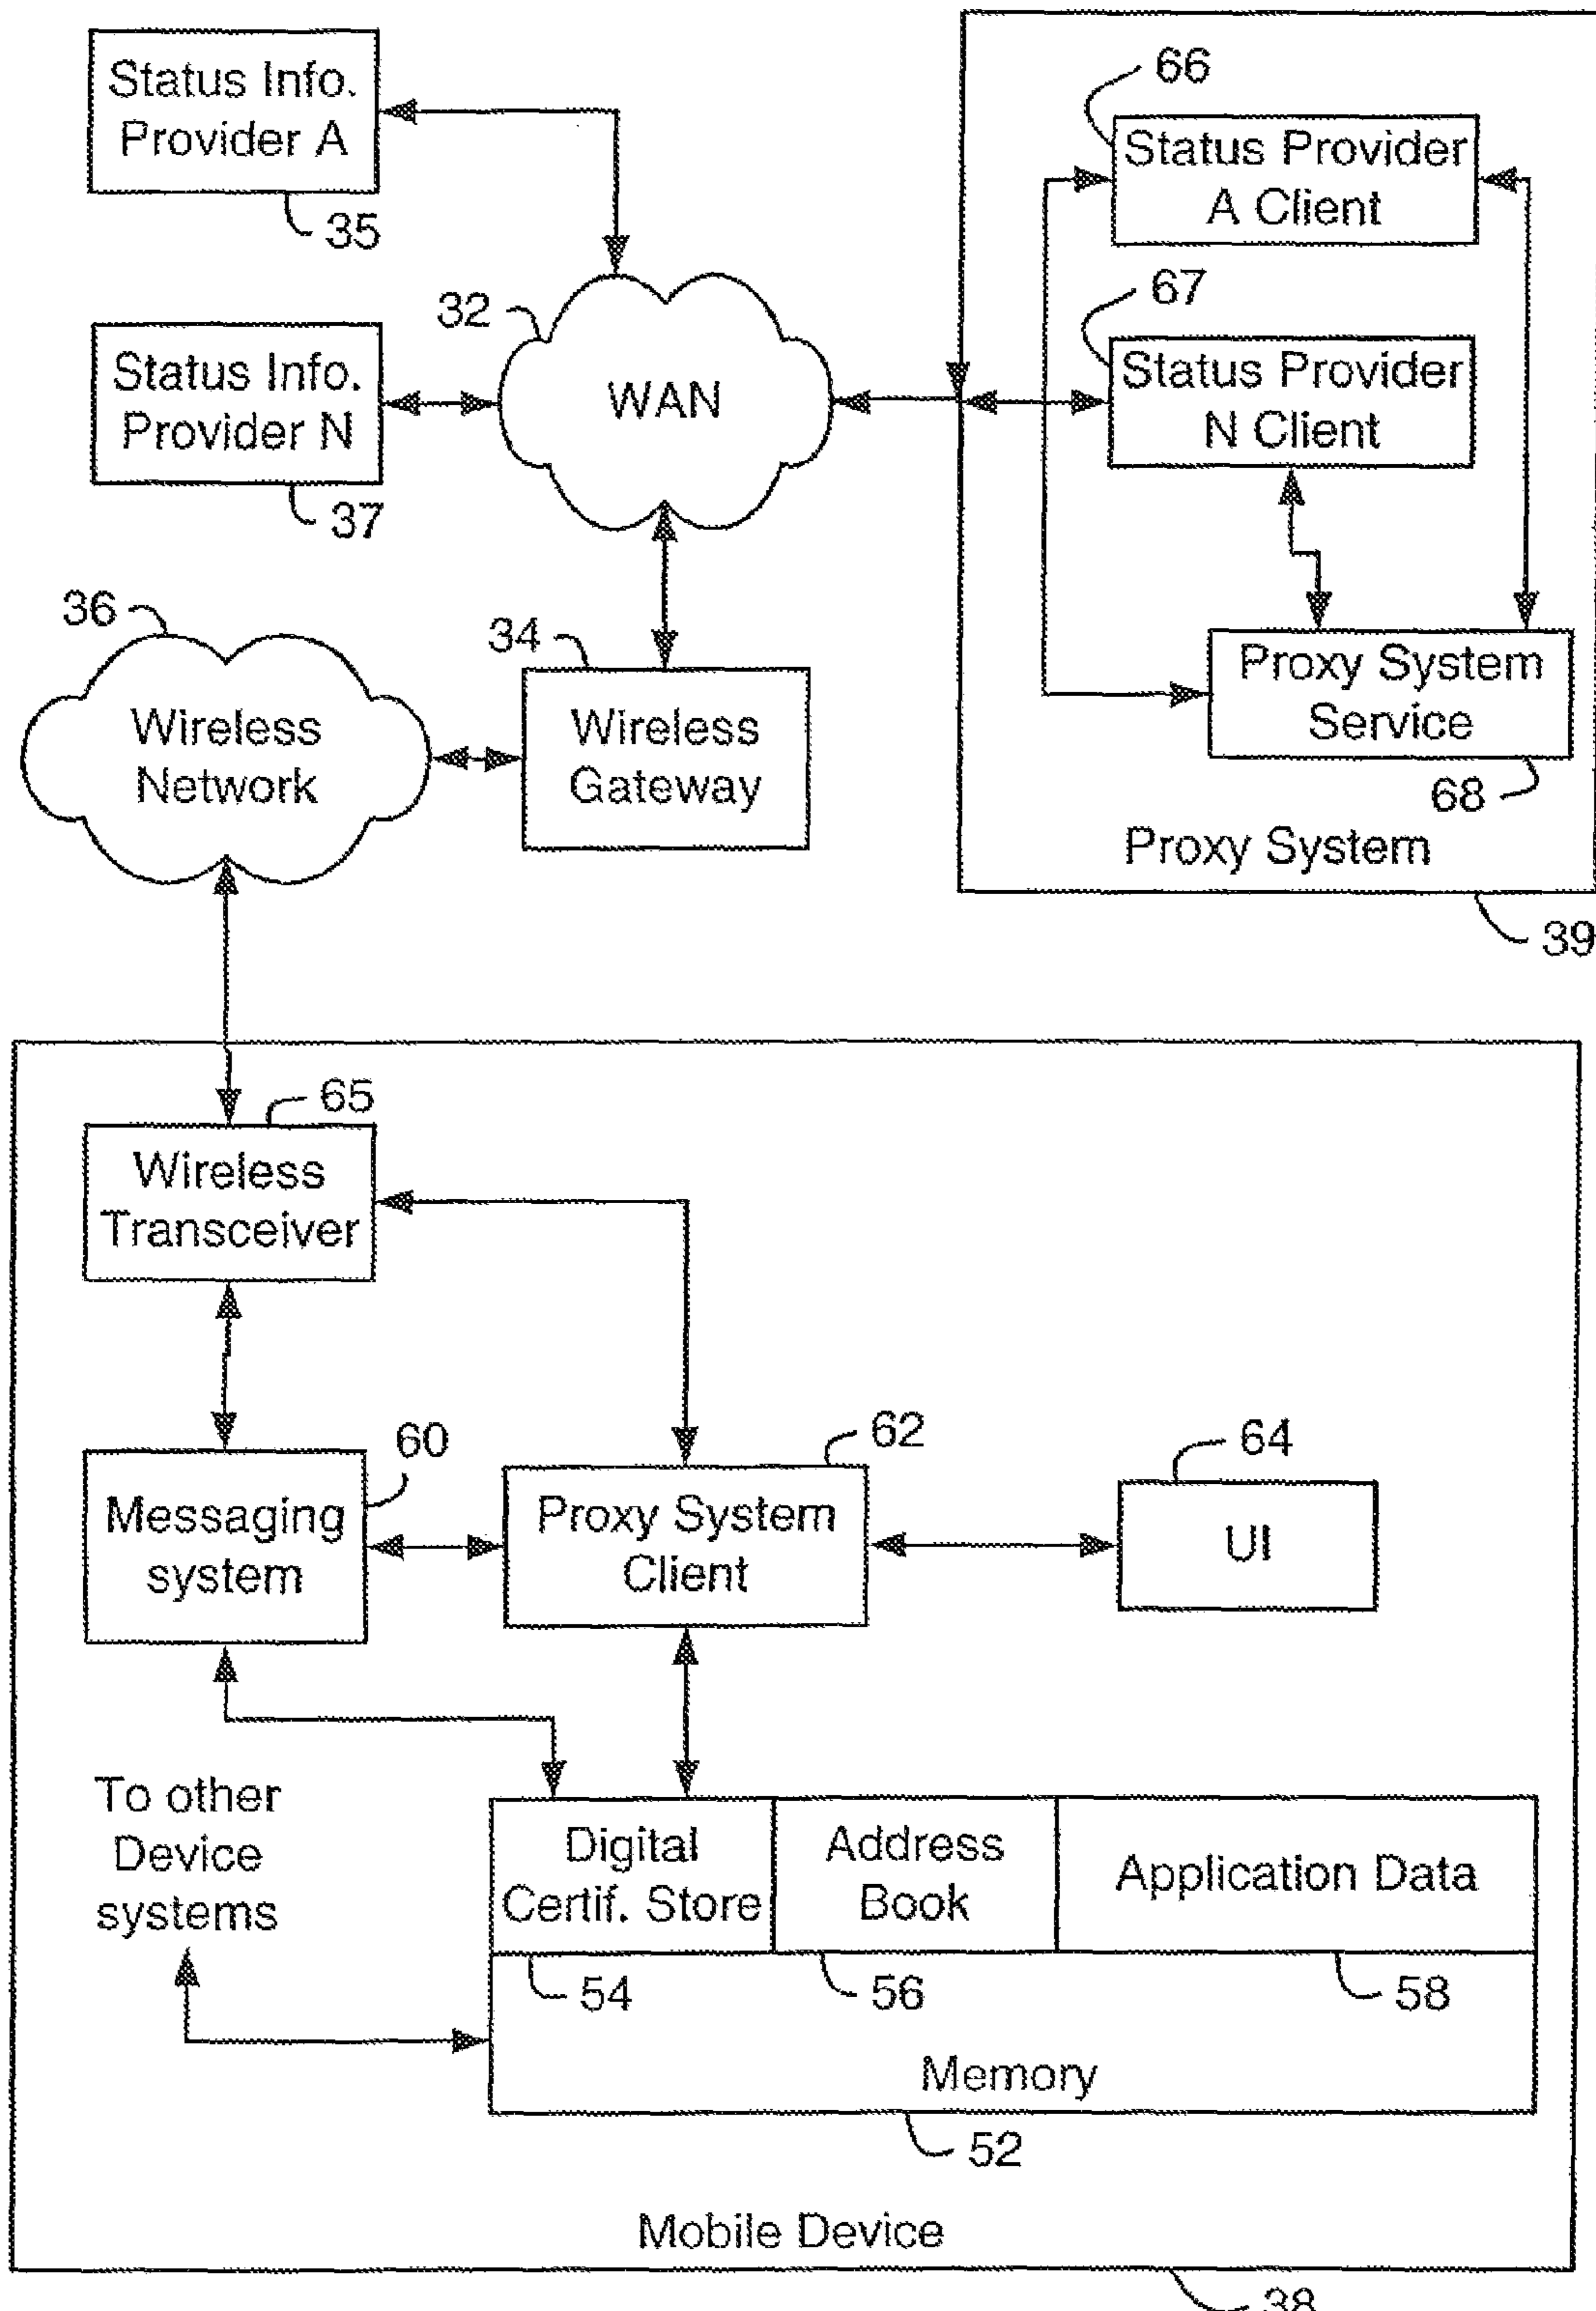 Status Info.
Provider A
35
66
Status Provider
A Client
67
Status Provider
N Client
32
WAN
Status Info.
Provider N
37
36
34
Wireless
Network
Wireless
Gateway
Proxy System
Service
68
Proxy System
39
65
Wireless
Transceiver
60
Messaging
system
62
Proxy System
Client
64
UI
To other
Device
systems
Digital
Certif. Store
Address
Book
Application Data
54
56
58
Memory
52
Mobile Device
38